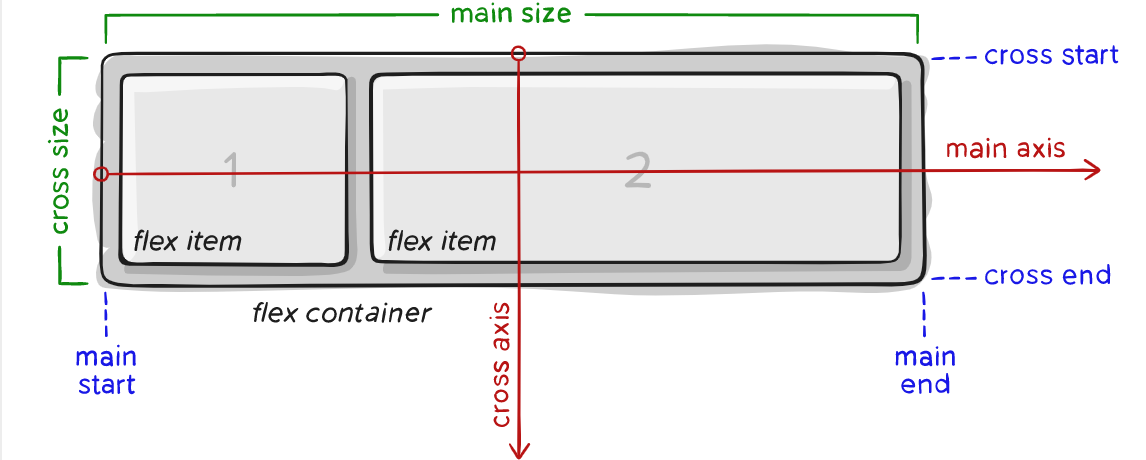 main size
cross start
cross size
1
2
main axis
flex item
flex item
cross end
flex container
cross axis
main
start
main
end